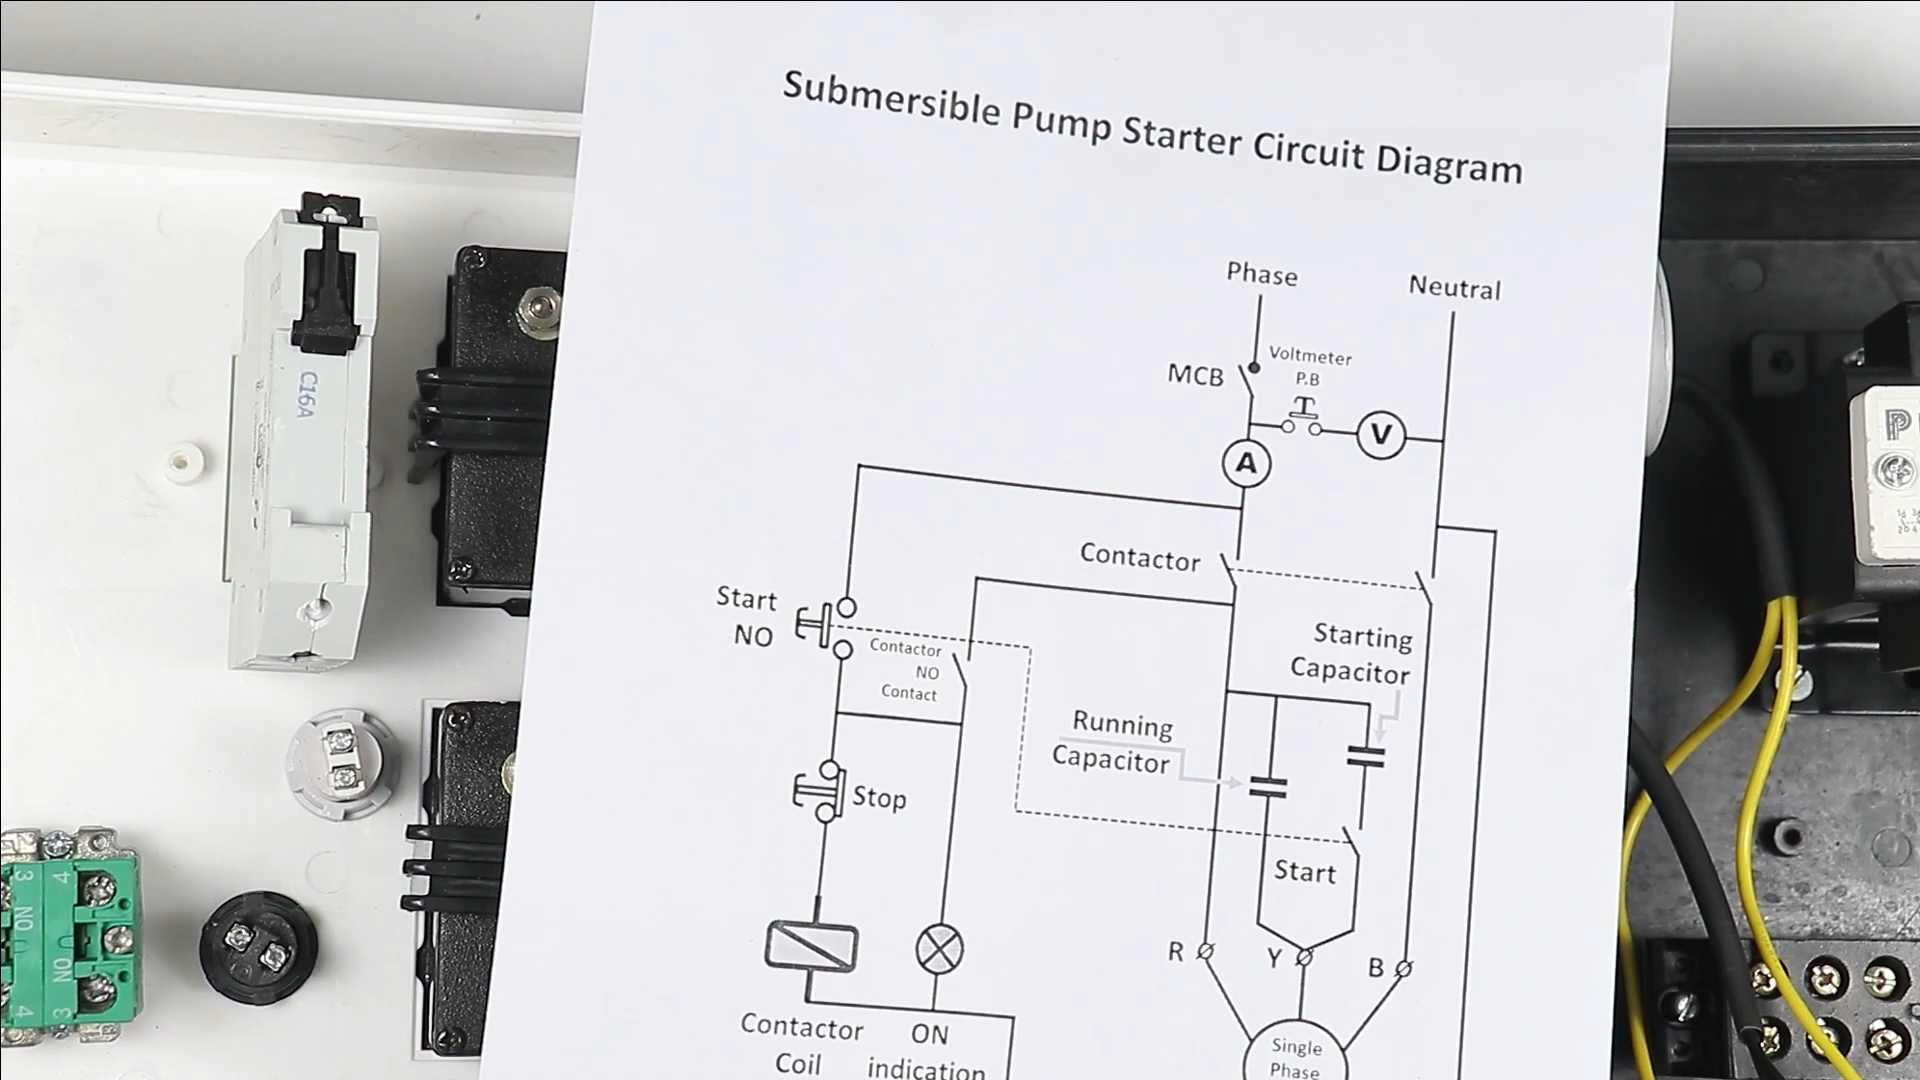 Submersible Pump Starter Circuit Diagram
Phase
Neutral
Voltmeter
P.B
MCB
V
A
C16A
Contactor
Start
NO
Contactor
NO
Contact
Starting
Capacitor
Running
Capacitor
Stop
Start
R
Y
B
Contactor
Coil
ON
indication
Single
Phase
3
4
NO
NO
4
3